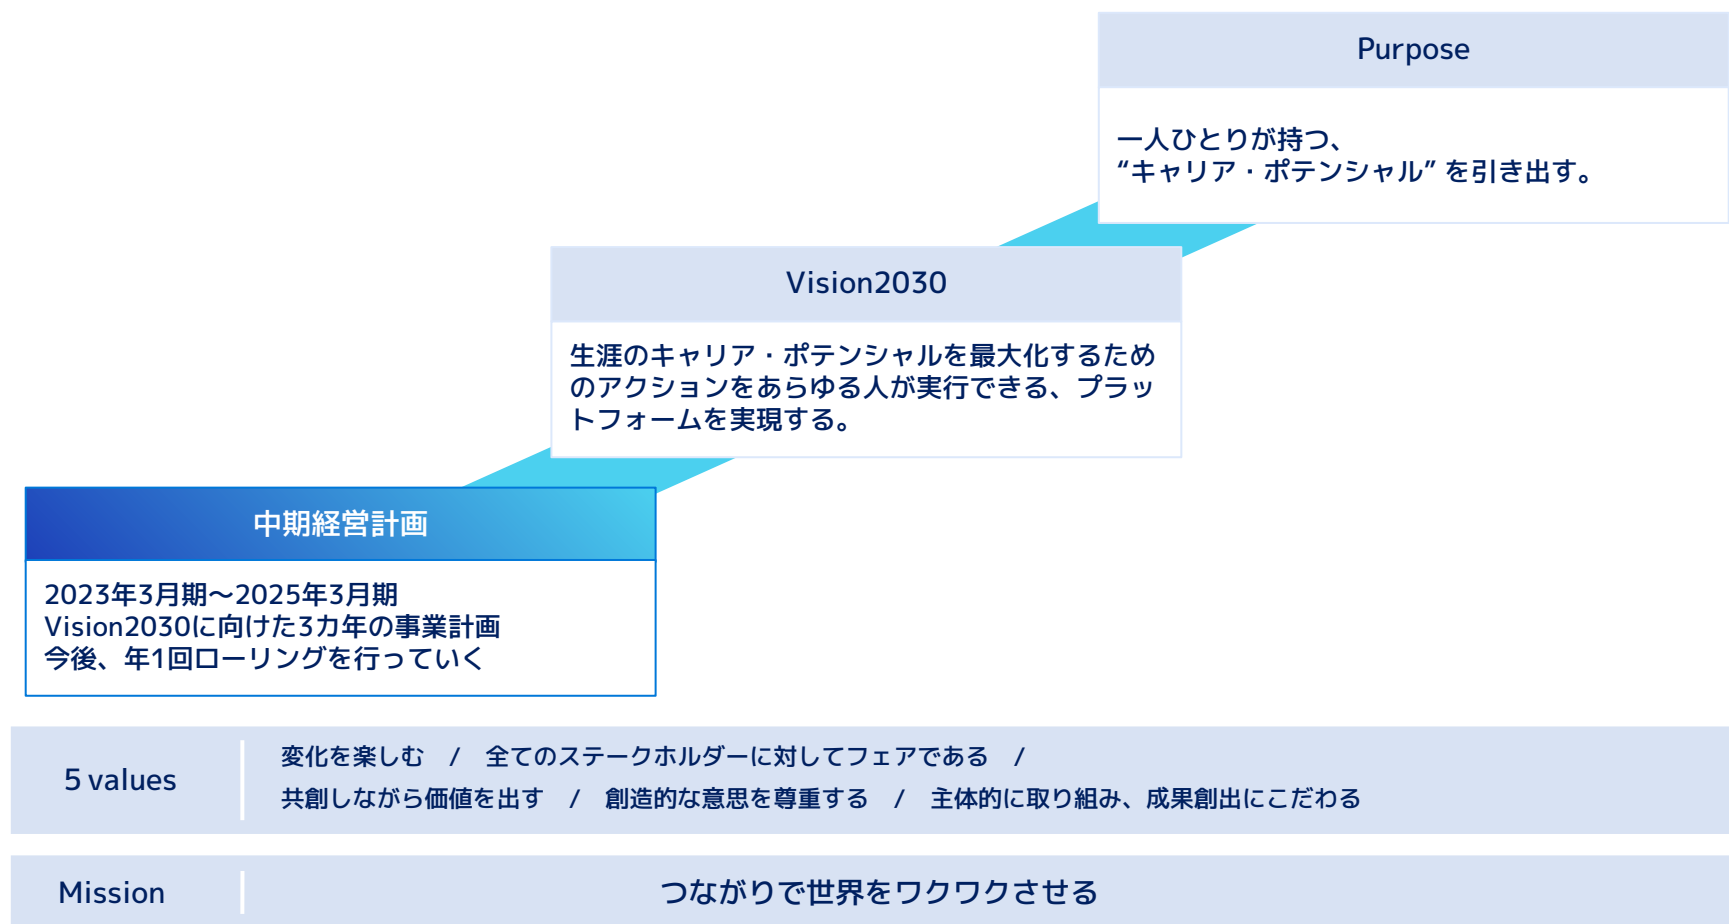 Purpose
一人ひとりが持つ、
“キャリア・ポテンシャル” を引き出す。
Vision2030
生涯のキャリア・ポテンシャルを最大化するため
のアクションをあらゆる人が実行できる、プラッ
トフォームを実現する。
中期経営計画
2023年3月期～2025年3月期
Vision2030に向けた3カ年の事業計画
今後、年1回ローリングを行っていく
5 values
変化を楽しむ　/　全てのステークホルダーに対してフェアである　/
共創しながら価値を出す　/　創造的な意思を尊重する　/　主体的に取り組み、成果創出にこだわる
Mission
つながりで世界をワクワクさせる